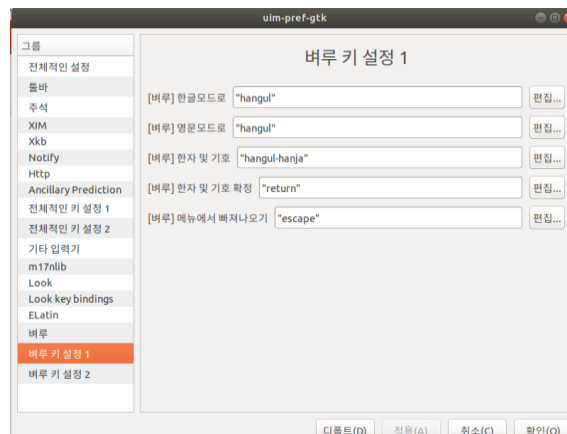 uim-pref-gtk
그룹
전체적인 설정
툴바
주석
XIM
Xkb
Notify
Http
Ancillary Prediction
전체적인 키 설정 1
전체적인 키 설정 2
기타 입력기
m17nlib
Look
Look key bindings
ELatin
벼루
벼루 키 설정 1
벼루 키 설정 2
벼루 키 설정 1
[벼루] 한글모드로 "hangul" 편집...
[벼루] 영문모드로 "hangul" 편집...
[벼루] 한자 및 기호 "hangul-hanja" 편집...
[벼루] 한자 및 기호 확정 "return" 편집...
[벼루] 메뉴에서 빠져나오기 "escape" 편집...
디폴트(D) 적용(A) 취소(C) 확인(O)